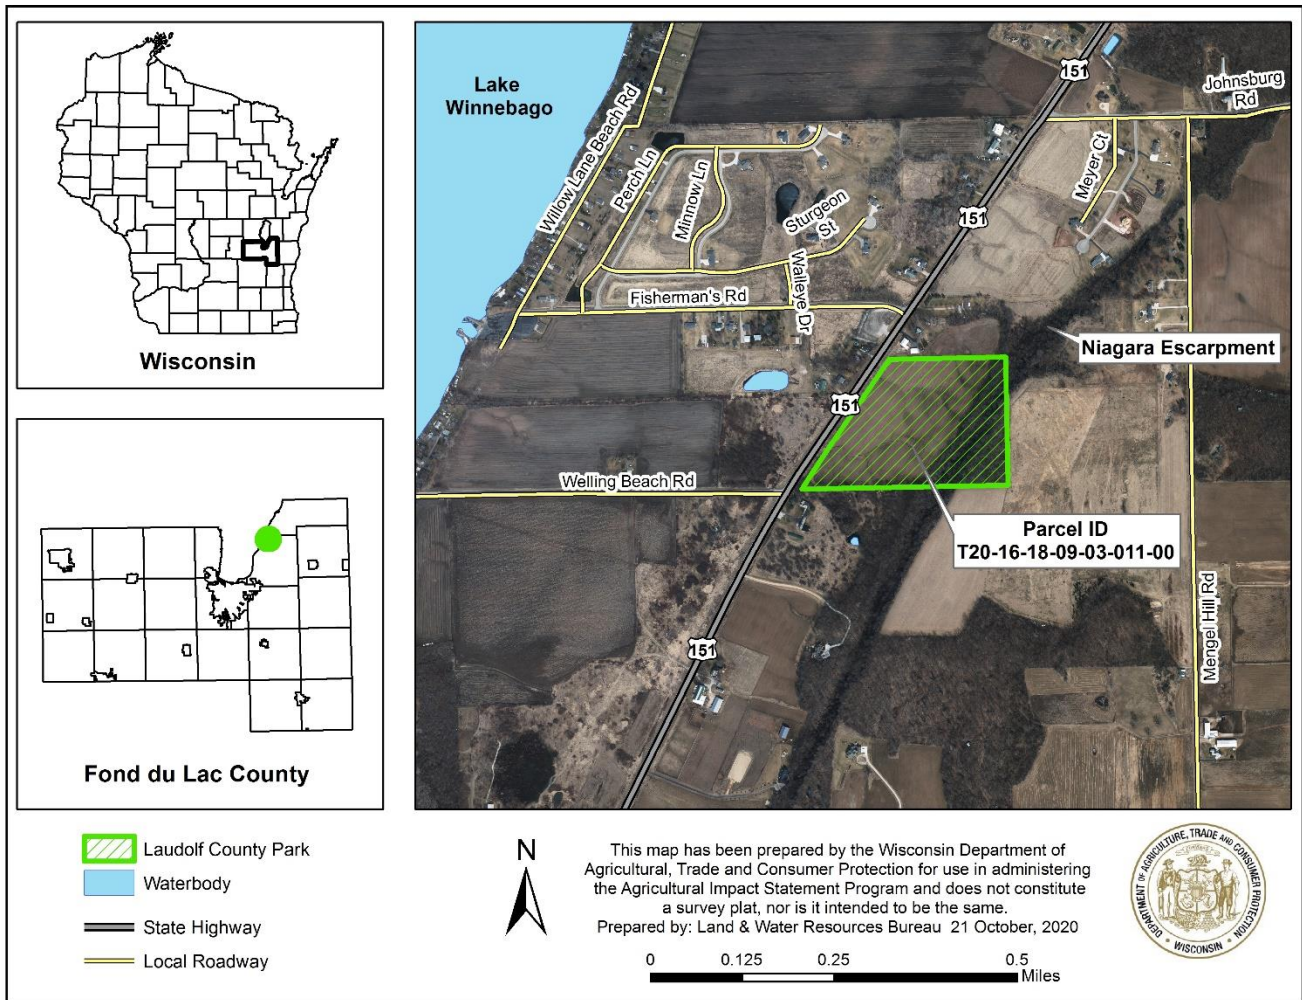 Wisconsin
Fond du Lac County
Lake
Winnebago
Willow Lane Beach Rd
Perch Ln
Minnow Ln
Sturgeon
St
Walleye Dr
Fisherman's Rd
151
Johnsburg
Rd
Meyer Ct
151
Niagara Escarpment
151
Welling Beach Rd
Parcel ID
T20-16-18-09-03-011-00
151
Mengel Hill Rd
Laudolf County Park
Waterbody
State Highway
Local Roadway
N
This map has been prepared by the Wisconsin Department of
Agricultural, Trade and Consumer Protection for use in administering
the Agricultural Impact Statement Program and does not constitute
a survey plat, nor is it intended to be the same.
Prepared by: Land & Water Resources Bureau 21 October, 2020
0 0.125 0.25 0.5
Miles
DEPARTMENT OF AGRICULTURE, TRADE AND CONSUMER PROTECTION
WISCONSIN